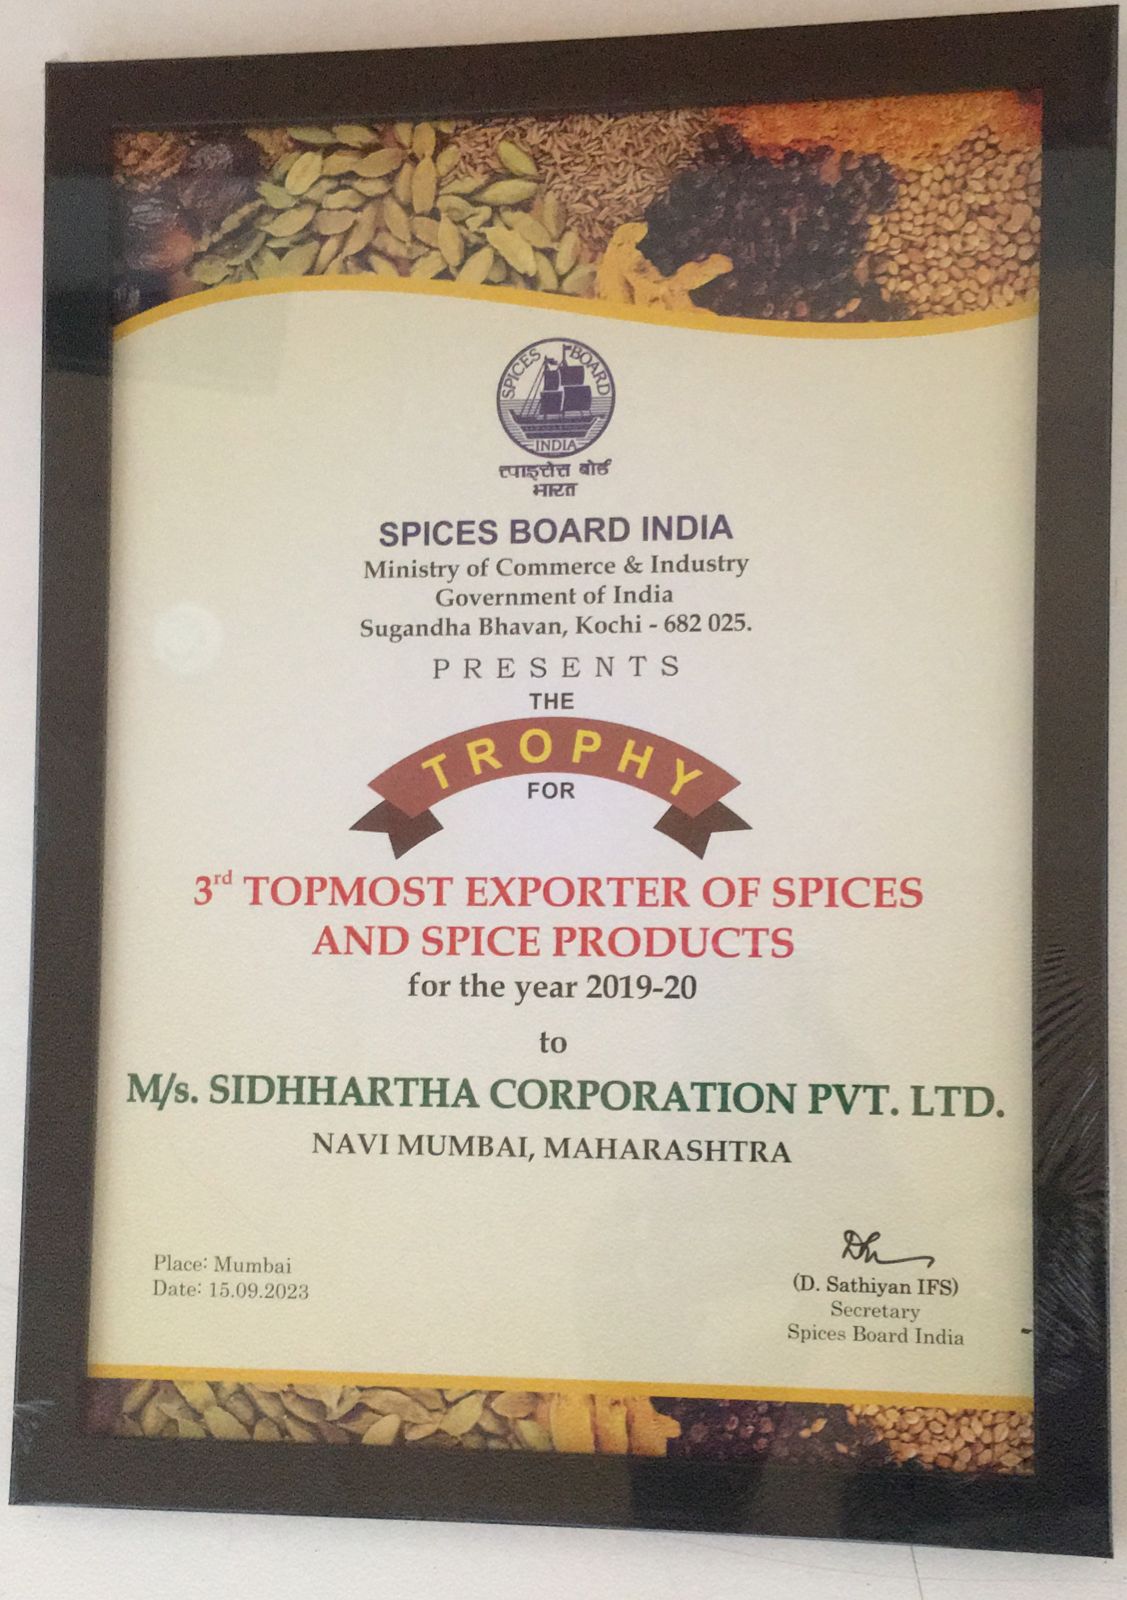 SPICES BOARD
INDIA
स्पाइसेस बोर्ड
भारत
SPICES BOARD INDIA
Ministry of Commerce & Industry
Government of India
Sugandha Bhavan, Kochi - 682 025.
PRESENTS
THE
TROPHY
FOR
3rd TOPMOST EXPORTER OF SPICES
AND SPICE PRODUCTS
for the year 2019-20
to
M/s. SIDHHARTHA CORPORATION PVT. LTD.
NAVI MUMBAI, MAHARASHTRA
Place: Mumbai
Date: 15.09.2023
(D. Sathiyan IFS)
Secretary
Spices Board India